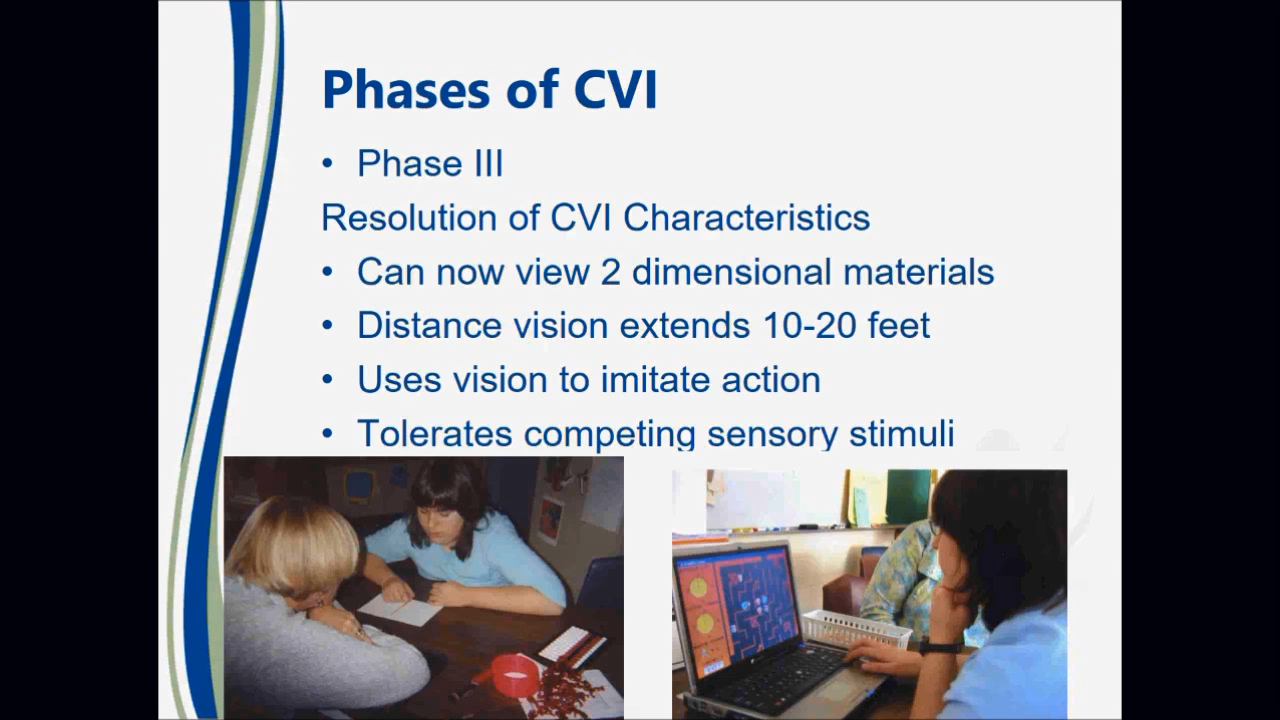 Phases of CVI
• Phase III
Resolution of CVI Characteristics
• Can now view 2 dimensional materials
• Distance vision extends 10-20 feet
• Uses vision to imitate action
• Tolerates competing sensory stimuli